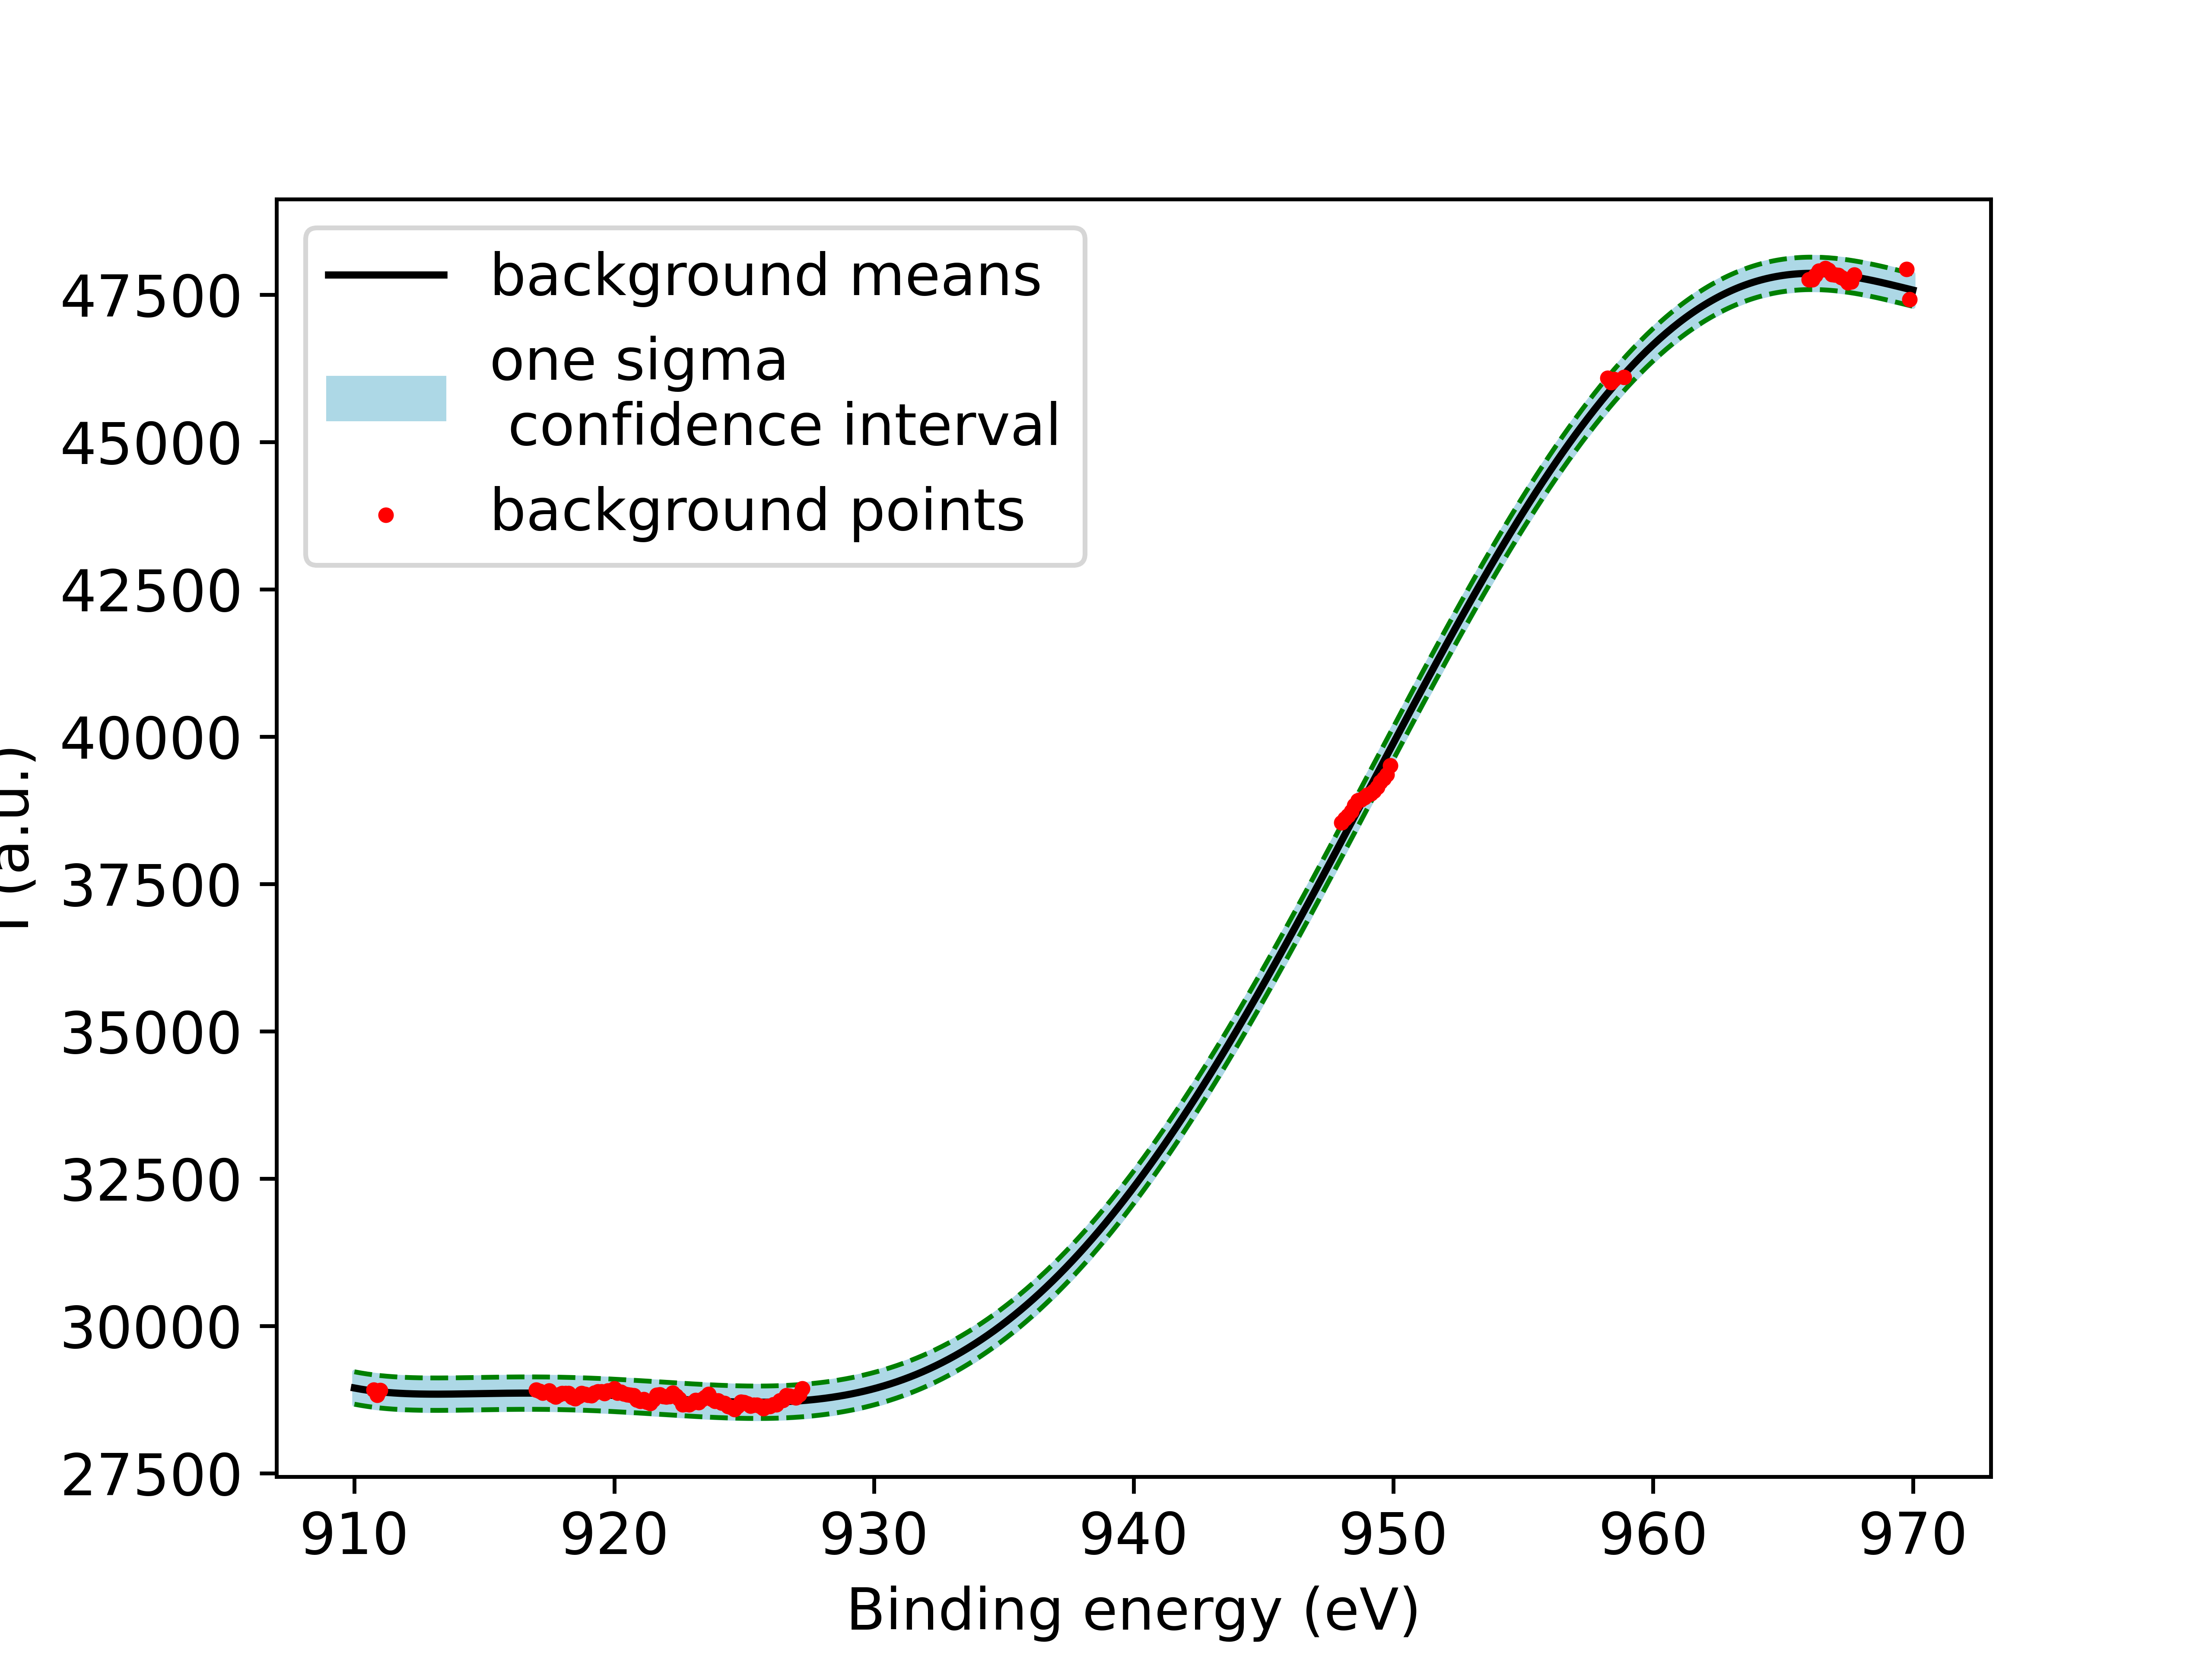 background means
one sigma
confidence interval
background points
47500
45000
42500
40000
37500
35000
32500
30000
27500
(a.u.)
910 920 930 940 950 960 970
Binding energy (eV)